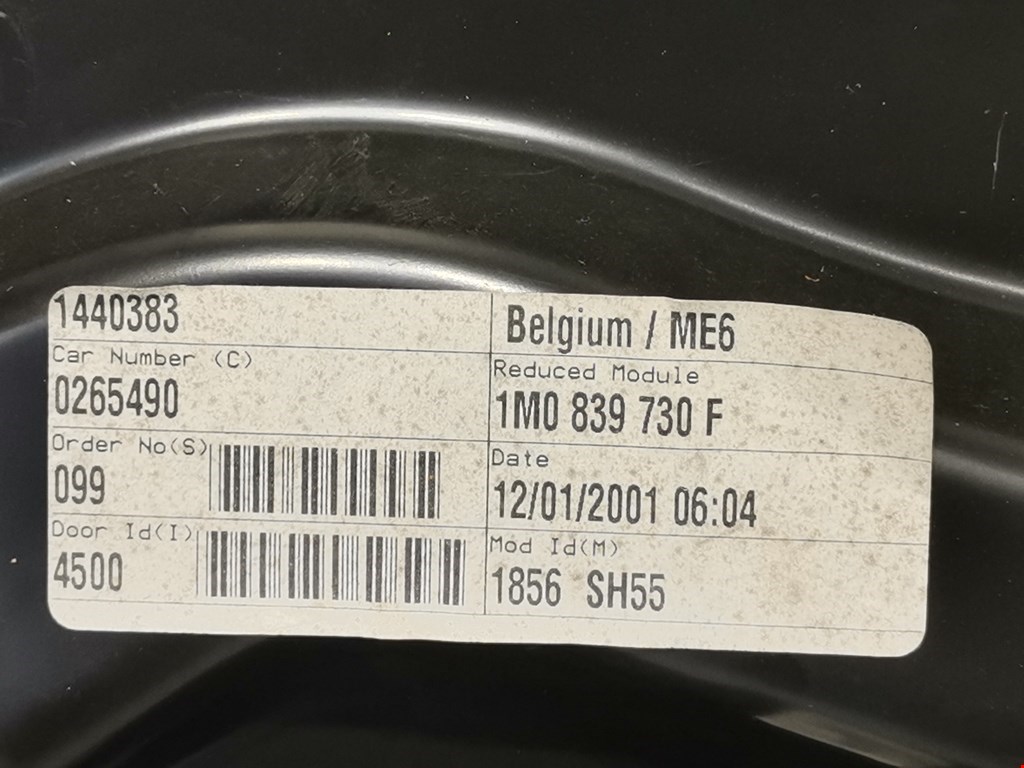 1440383
Belgium / ME6
Car Number (C)
0265490
Reduced Module
1M0 839 730 F
Order No(S)
099
Date
12/01/2001 06:04
Door Id(I)
4500
Mod Id(M)
1856 SH55